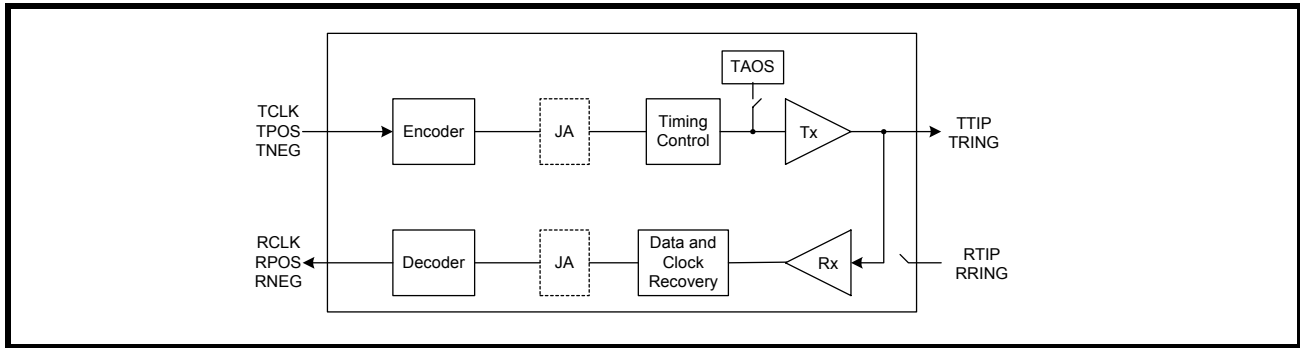 TAOS
TCLK
TPOS
TNEG
Encoder
JA
Timing
Control
Tx
TTIP
TRING
RCLK
RPOS
RNEG
Decoder
JA
Data and
Clock
Recovery
Rx
RTIP
RRING